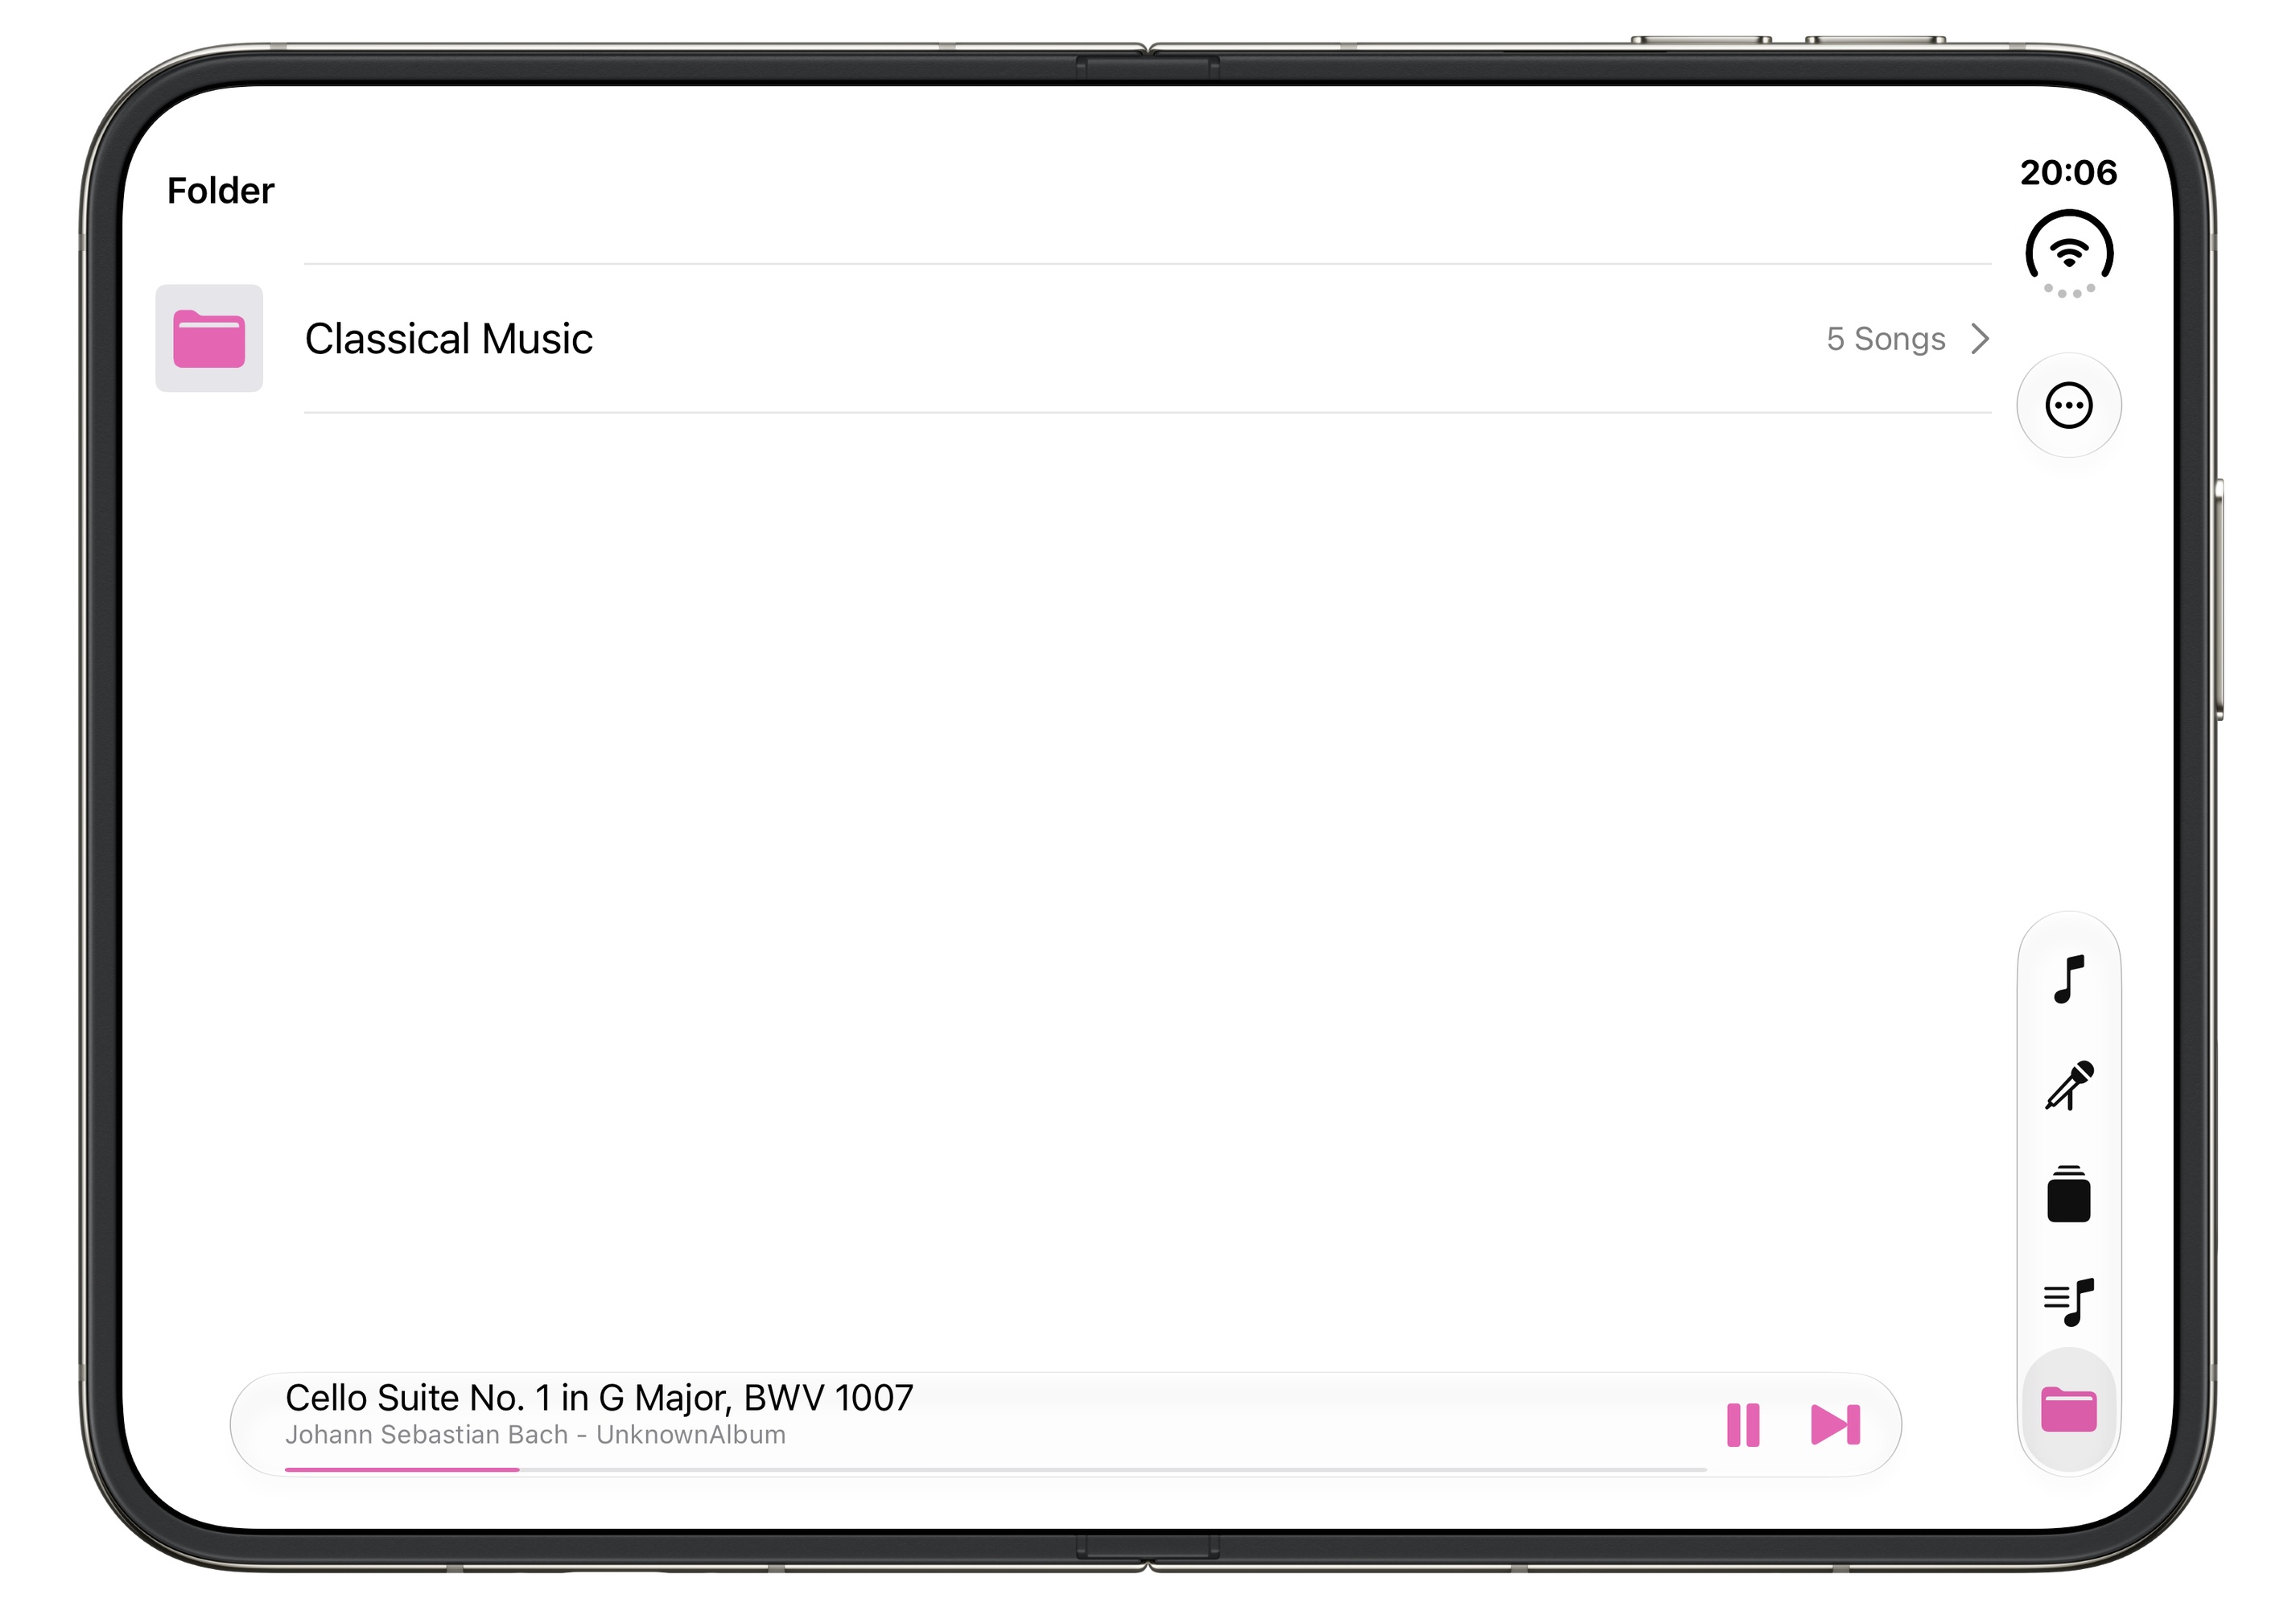 Folder
20:06
Classical Music
5 Songs
Cello Suite No. 1 in G Major, BWV 1007
Johann Sebastian Bach - UnknownAlbum